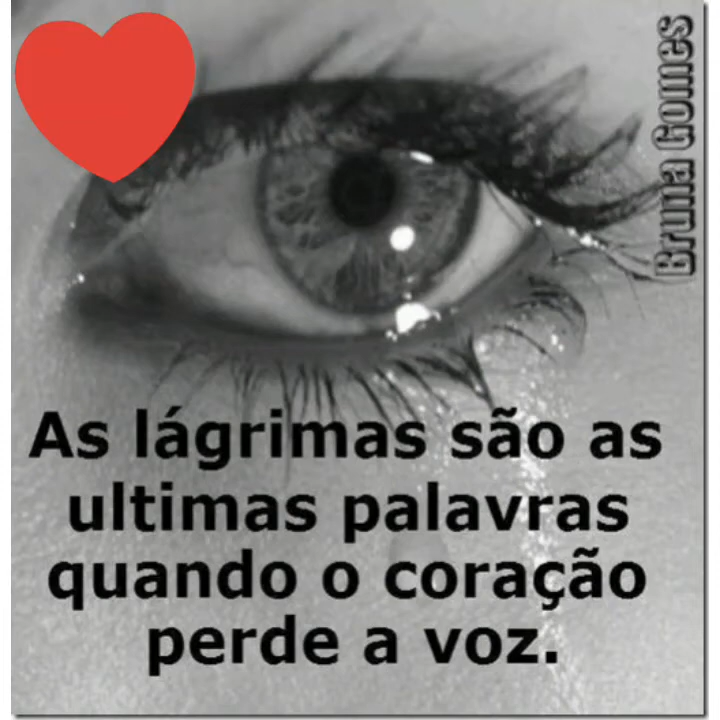 Bruna Gomes
As lágrimas são as
ultimas palavras
quando o coração
perde a voz.